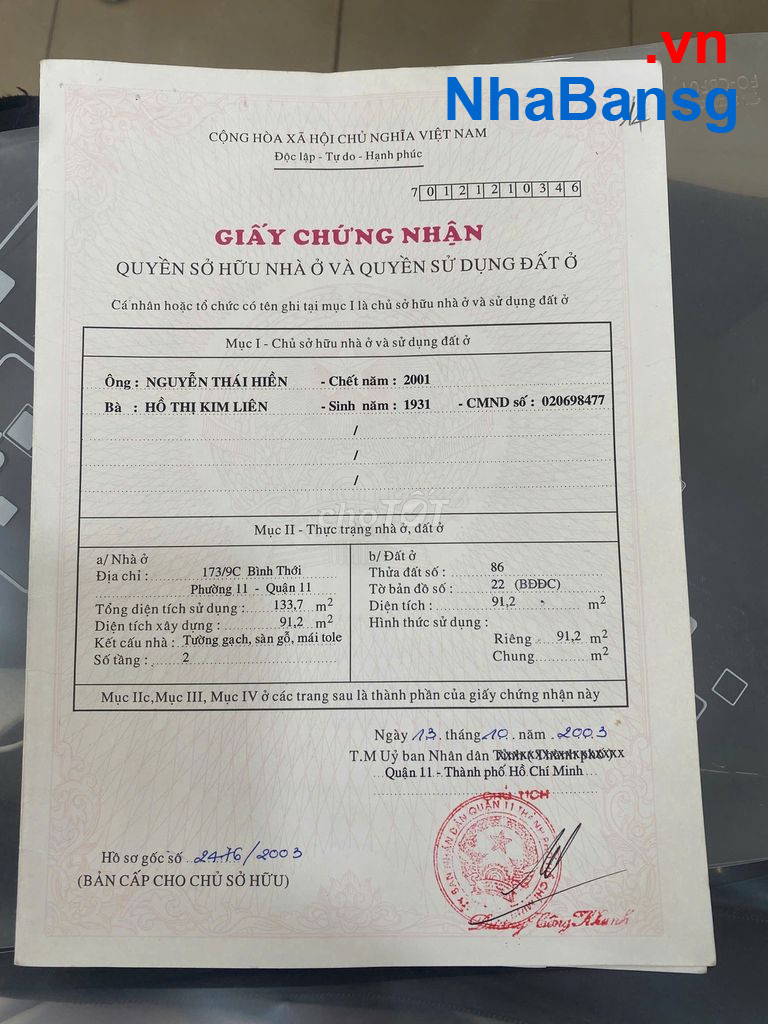 .vn
NhaBansg
CỘNG HÒA XÃ HỘI CHỦ NGHĨA VIỆT NAM
Độc lập - Tự do - Hạnh phúc
7 0 1 2 1 2 1 0 3 4 6
GIẤY CHỨNG NHẬN
QUYỀN SỞ HỮU NHÀ Ở VÀ QUYỀN SỬ DỤNG ĐẤT Ở
Cá nhân hoặc tổ chức có tên ghi tại mục I là chủ sở hữu nhà ở và sử dụng đất ở
Mục I - Chủ sở hữu nhà ở và sử dụng đất ở
Ông : NGUYỄN THÁI HIỀN - Chết năm : 2001
Bà : HỒ THỊ KIM LIÊN - Sinh năm : 1931 - CMND số : 020698477
/
/
/
choTỐT
Mục II - Thực trạng nhà ở, đất ở
a/ Nhà ở
Địa chỉ : 173/9C Bình Thới
Phường 11 - Quận 11
Tổng diện tích sử dụng : 133,7 m2
Diện tích xây dựng : 91,2 m2
Kết cấu nhà : Tường gạch, sàn gỗ, mái tole
Số tầng : 2
b/ Đất ở
Thửa đất số : 86
Tờ bản đồ số : 22 (BĐĐC)
Diện tích : 91,2 m2
Hình thức sử dụng :
Riêng 91,2 m2
Chung m2
Mục IIc,Mục III, Mục IV ở các trang sau là thành phần của giấy chứng nhận này
Ngày 13 tháng 10 năm 2003
T.M Uỷ ban Nhân dân
Quận 11 - Thành phố Hồ Chí Minh
CHỦ TỊCH
Hồ sơ gốc số 2476/2003
(BẢN CẤP CHO CHỦ SỞ HỮU)
Công Khanh